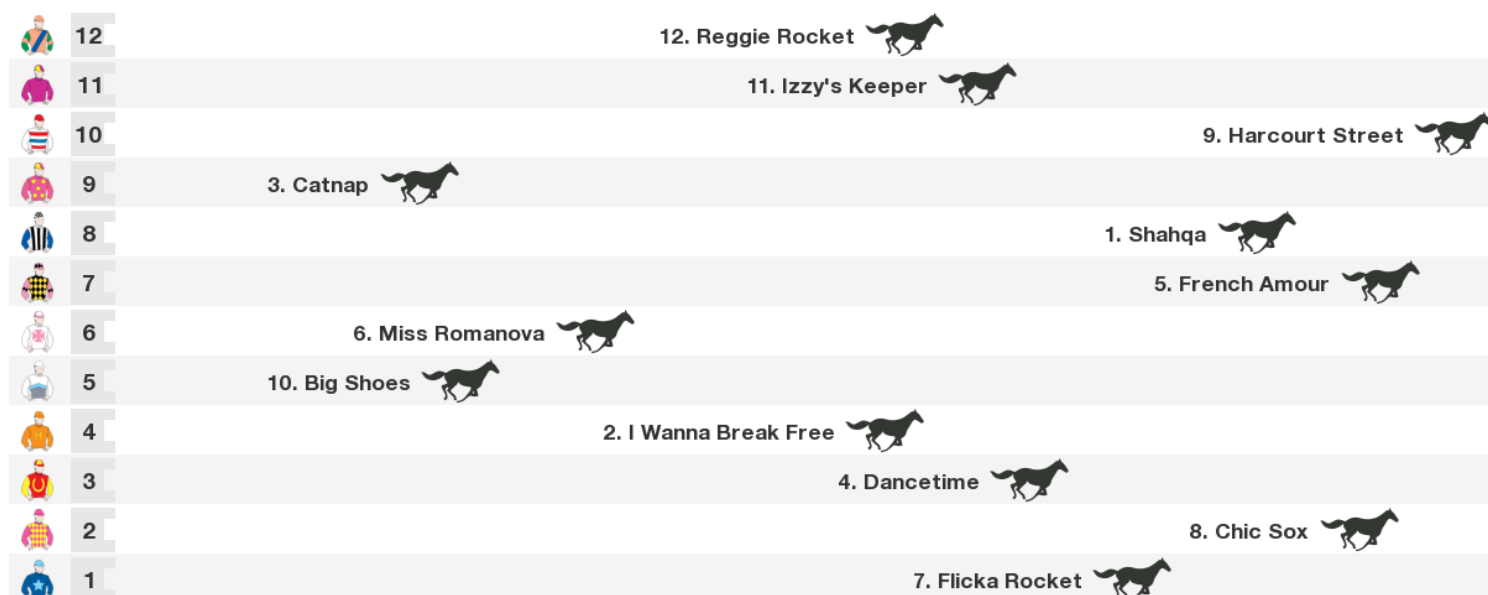 12 12. Reggie Rocket
11 11. Izzy's Keeper
10 9. Harcourt Street
9 3. Catnap
8 1. Shahqa
7 5. French Amour
6 6. Miss Romanova
5 10. Big Shoes
4 2. I Wanna Break Free
3 4. Dancetime
2 8. Chic Sox
1 7. Flicka Rocket